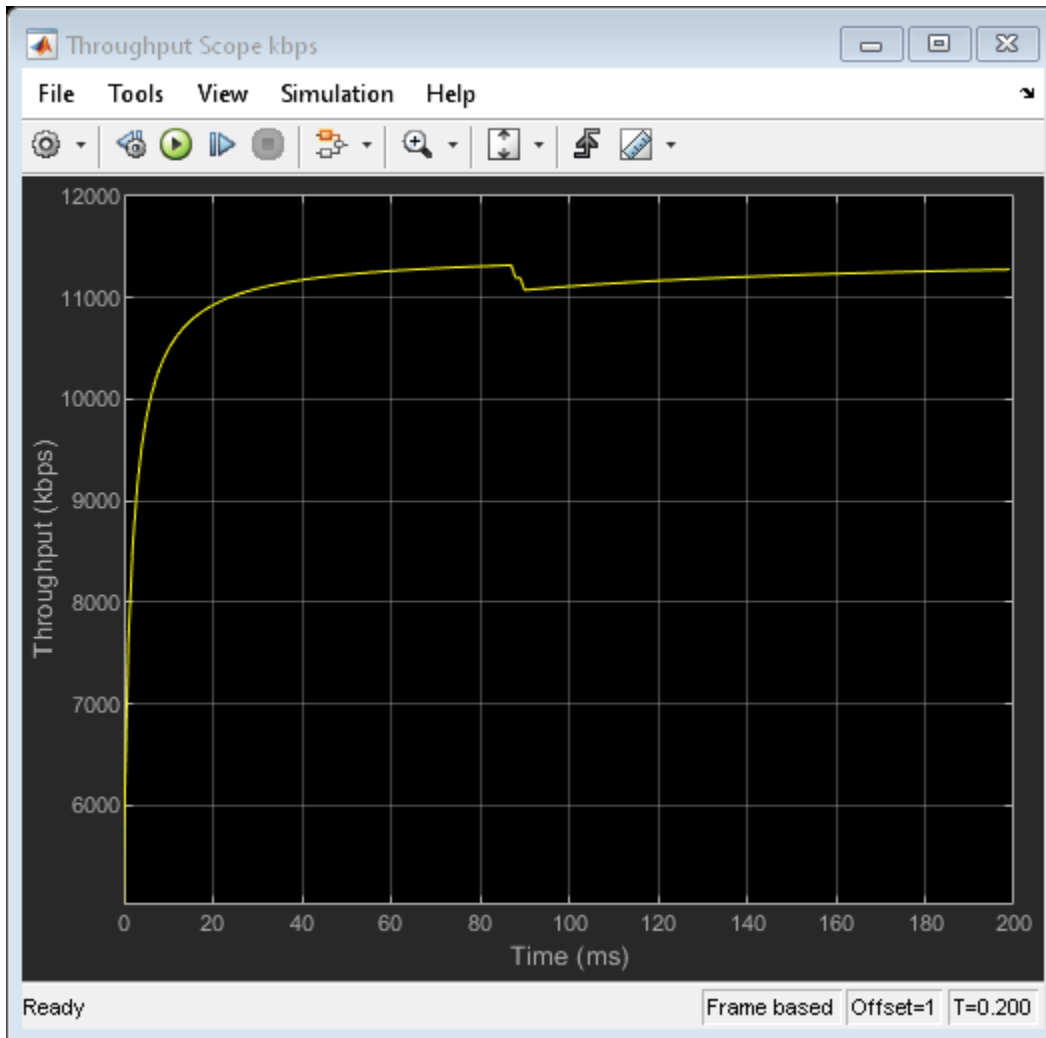 Throughput Scope kbps
File Tools View Simulation Help
12000
11000
10000
9000
8000
7000
6000
Throughput (kbps)
0 20 40 60 80 100 120 140 160 180 200
Time (ms)
Ready Frame based Offset=1 T=0.200